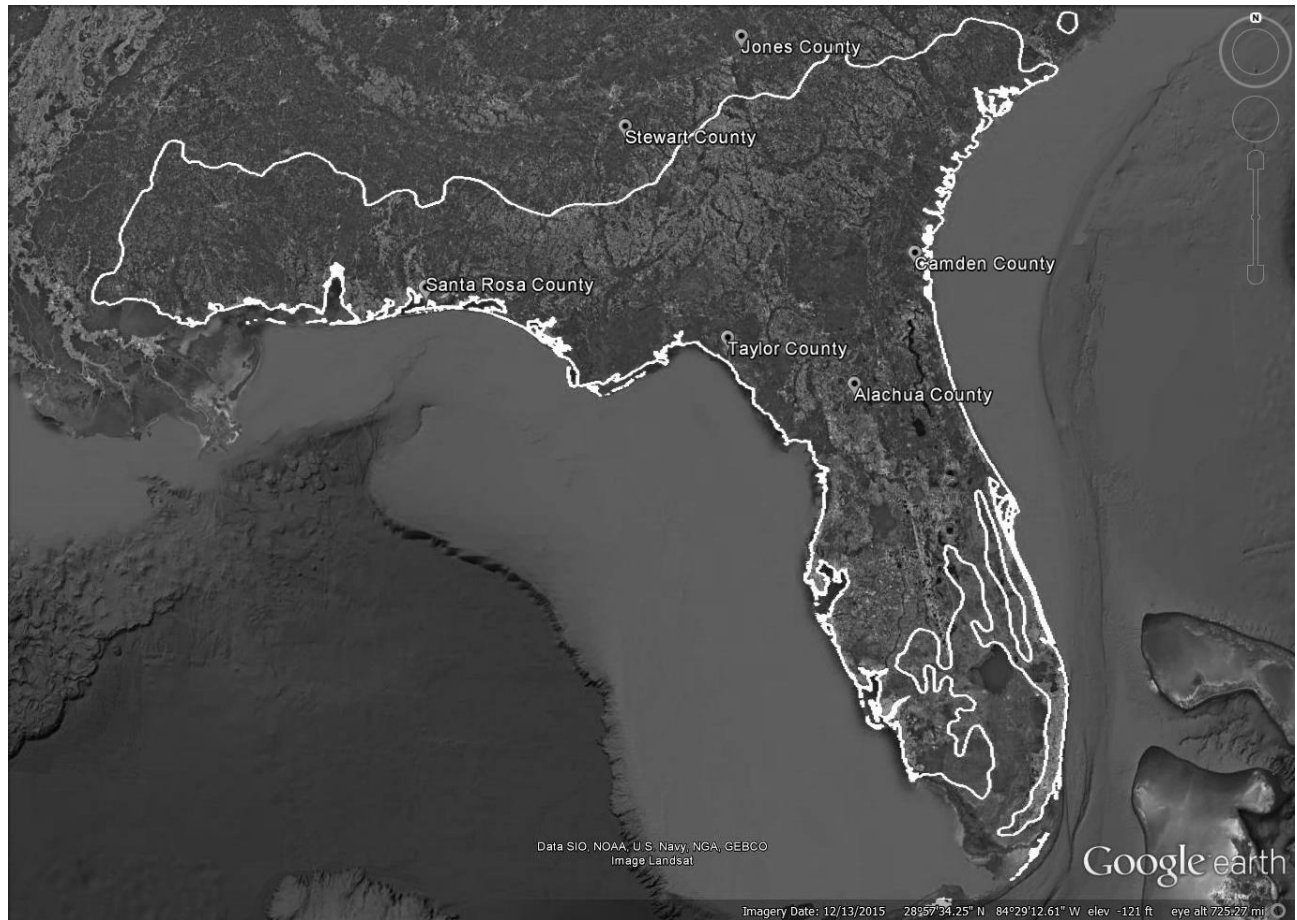 N
Jones County
Stewart County
Camden County
Santa Rosa County
Taylor County
Alachua County
Data SIO, NOAA, U.S. Navy, NGA, GEBCO
Image Landsat
Google earth
Imagery Date: 12/13/2015 28°57'34.25" N 84°29'12.61" W elev -121 ft eye alt 725.27 mi